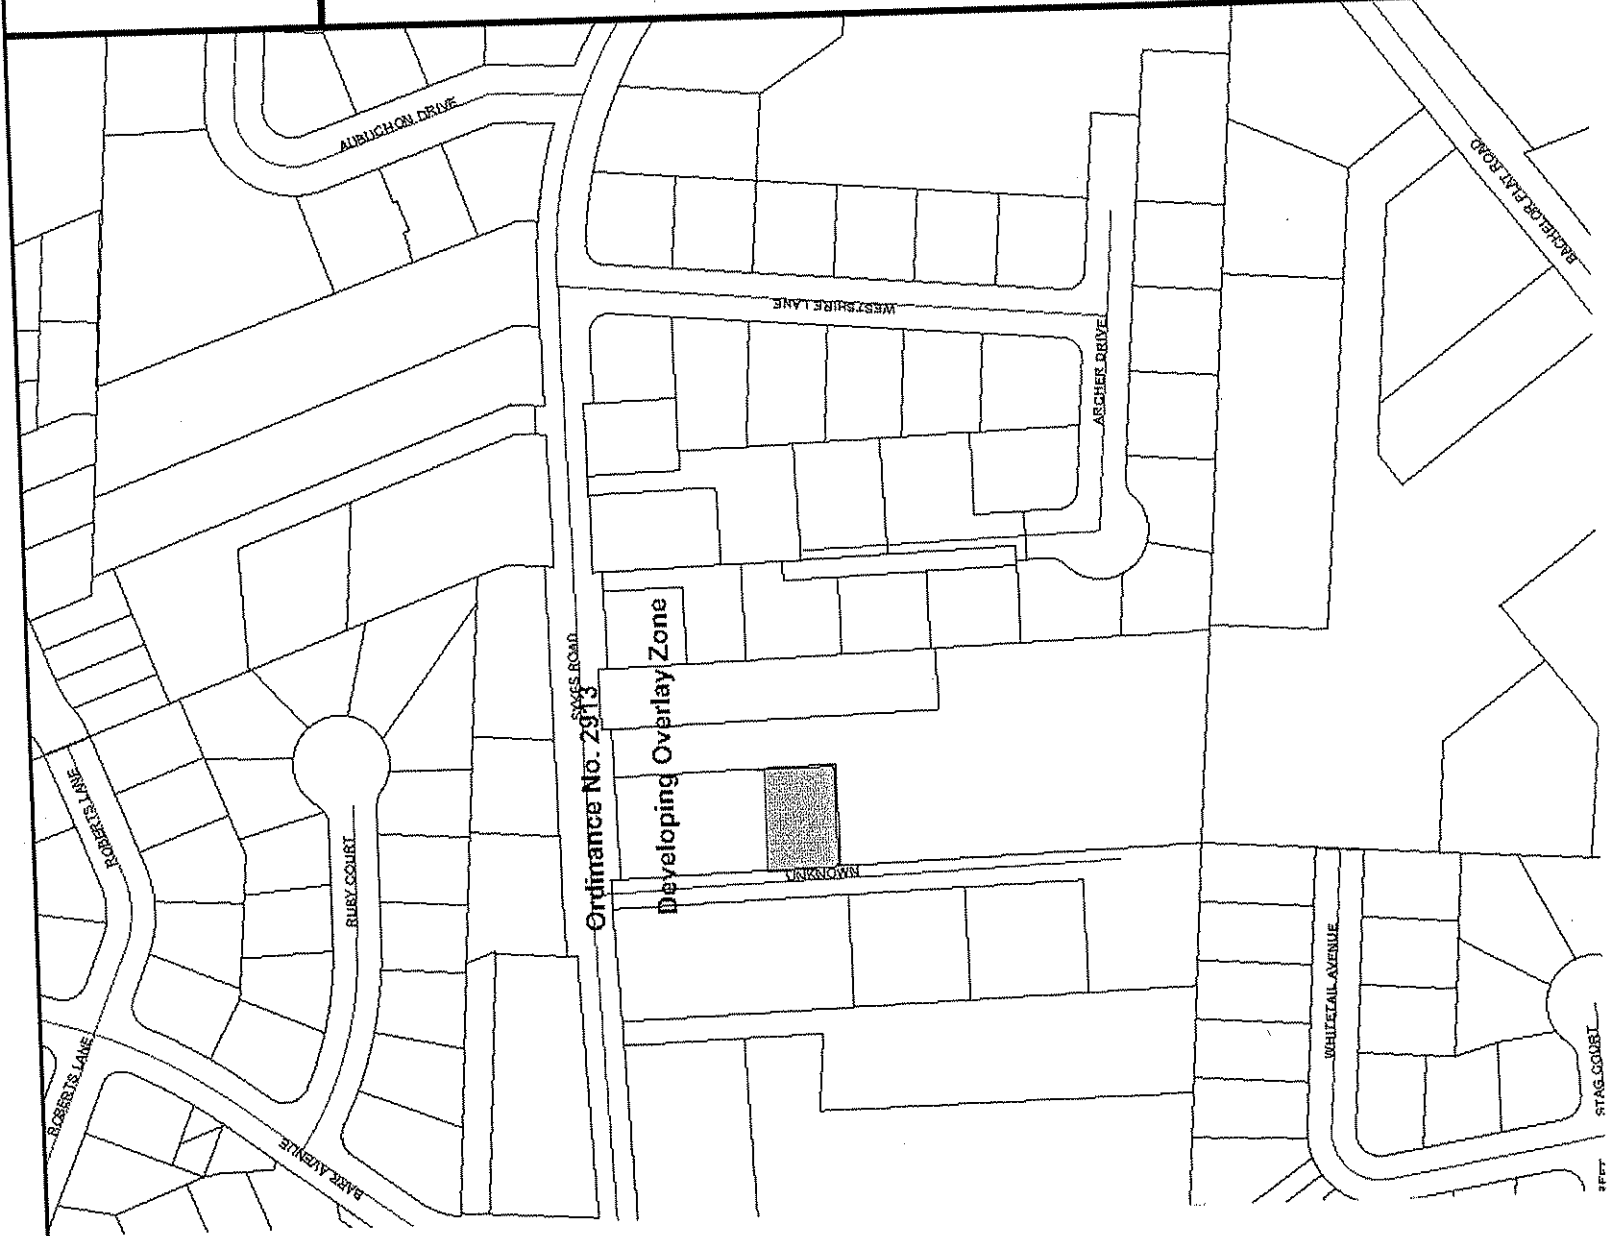 AUBUCHON DRIVE
BACHELOR FLAT ROAD
WESTSHIRE LANE
ARCHER DRIVE
SYKES ROAD
Ordinance No. 2913
Developing Overlay Zone
ROBERTS LANE
RUBY COURT
UNKNOWN
WHITETAIL AVENUE
ROBERTS LANE
BARR AVENUE
STAG COURT